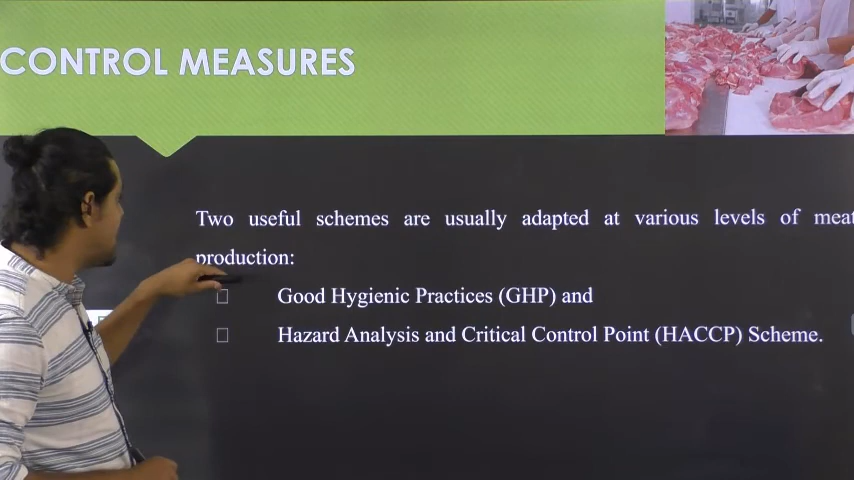 CONTROL MEASURES
Two useful schemes are usually adapted at various levels of meat
production:
Good Hygienic Practices (GHP) and
Hazard Analysis and Critical Control Point (HACCP) Scheme.